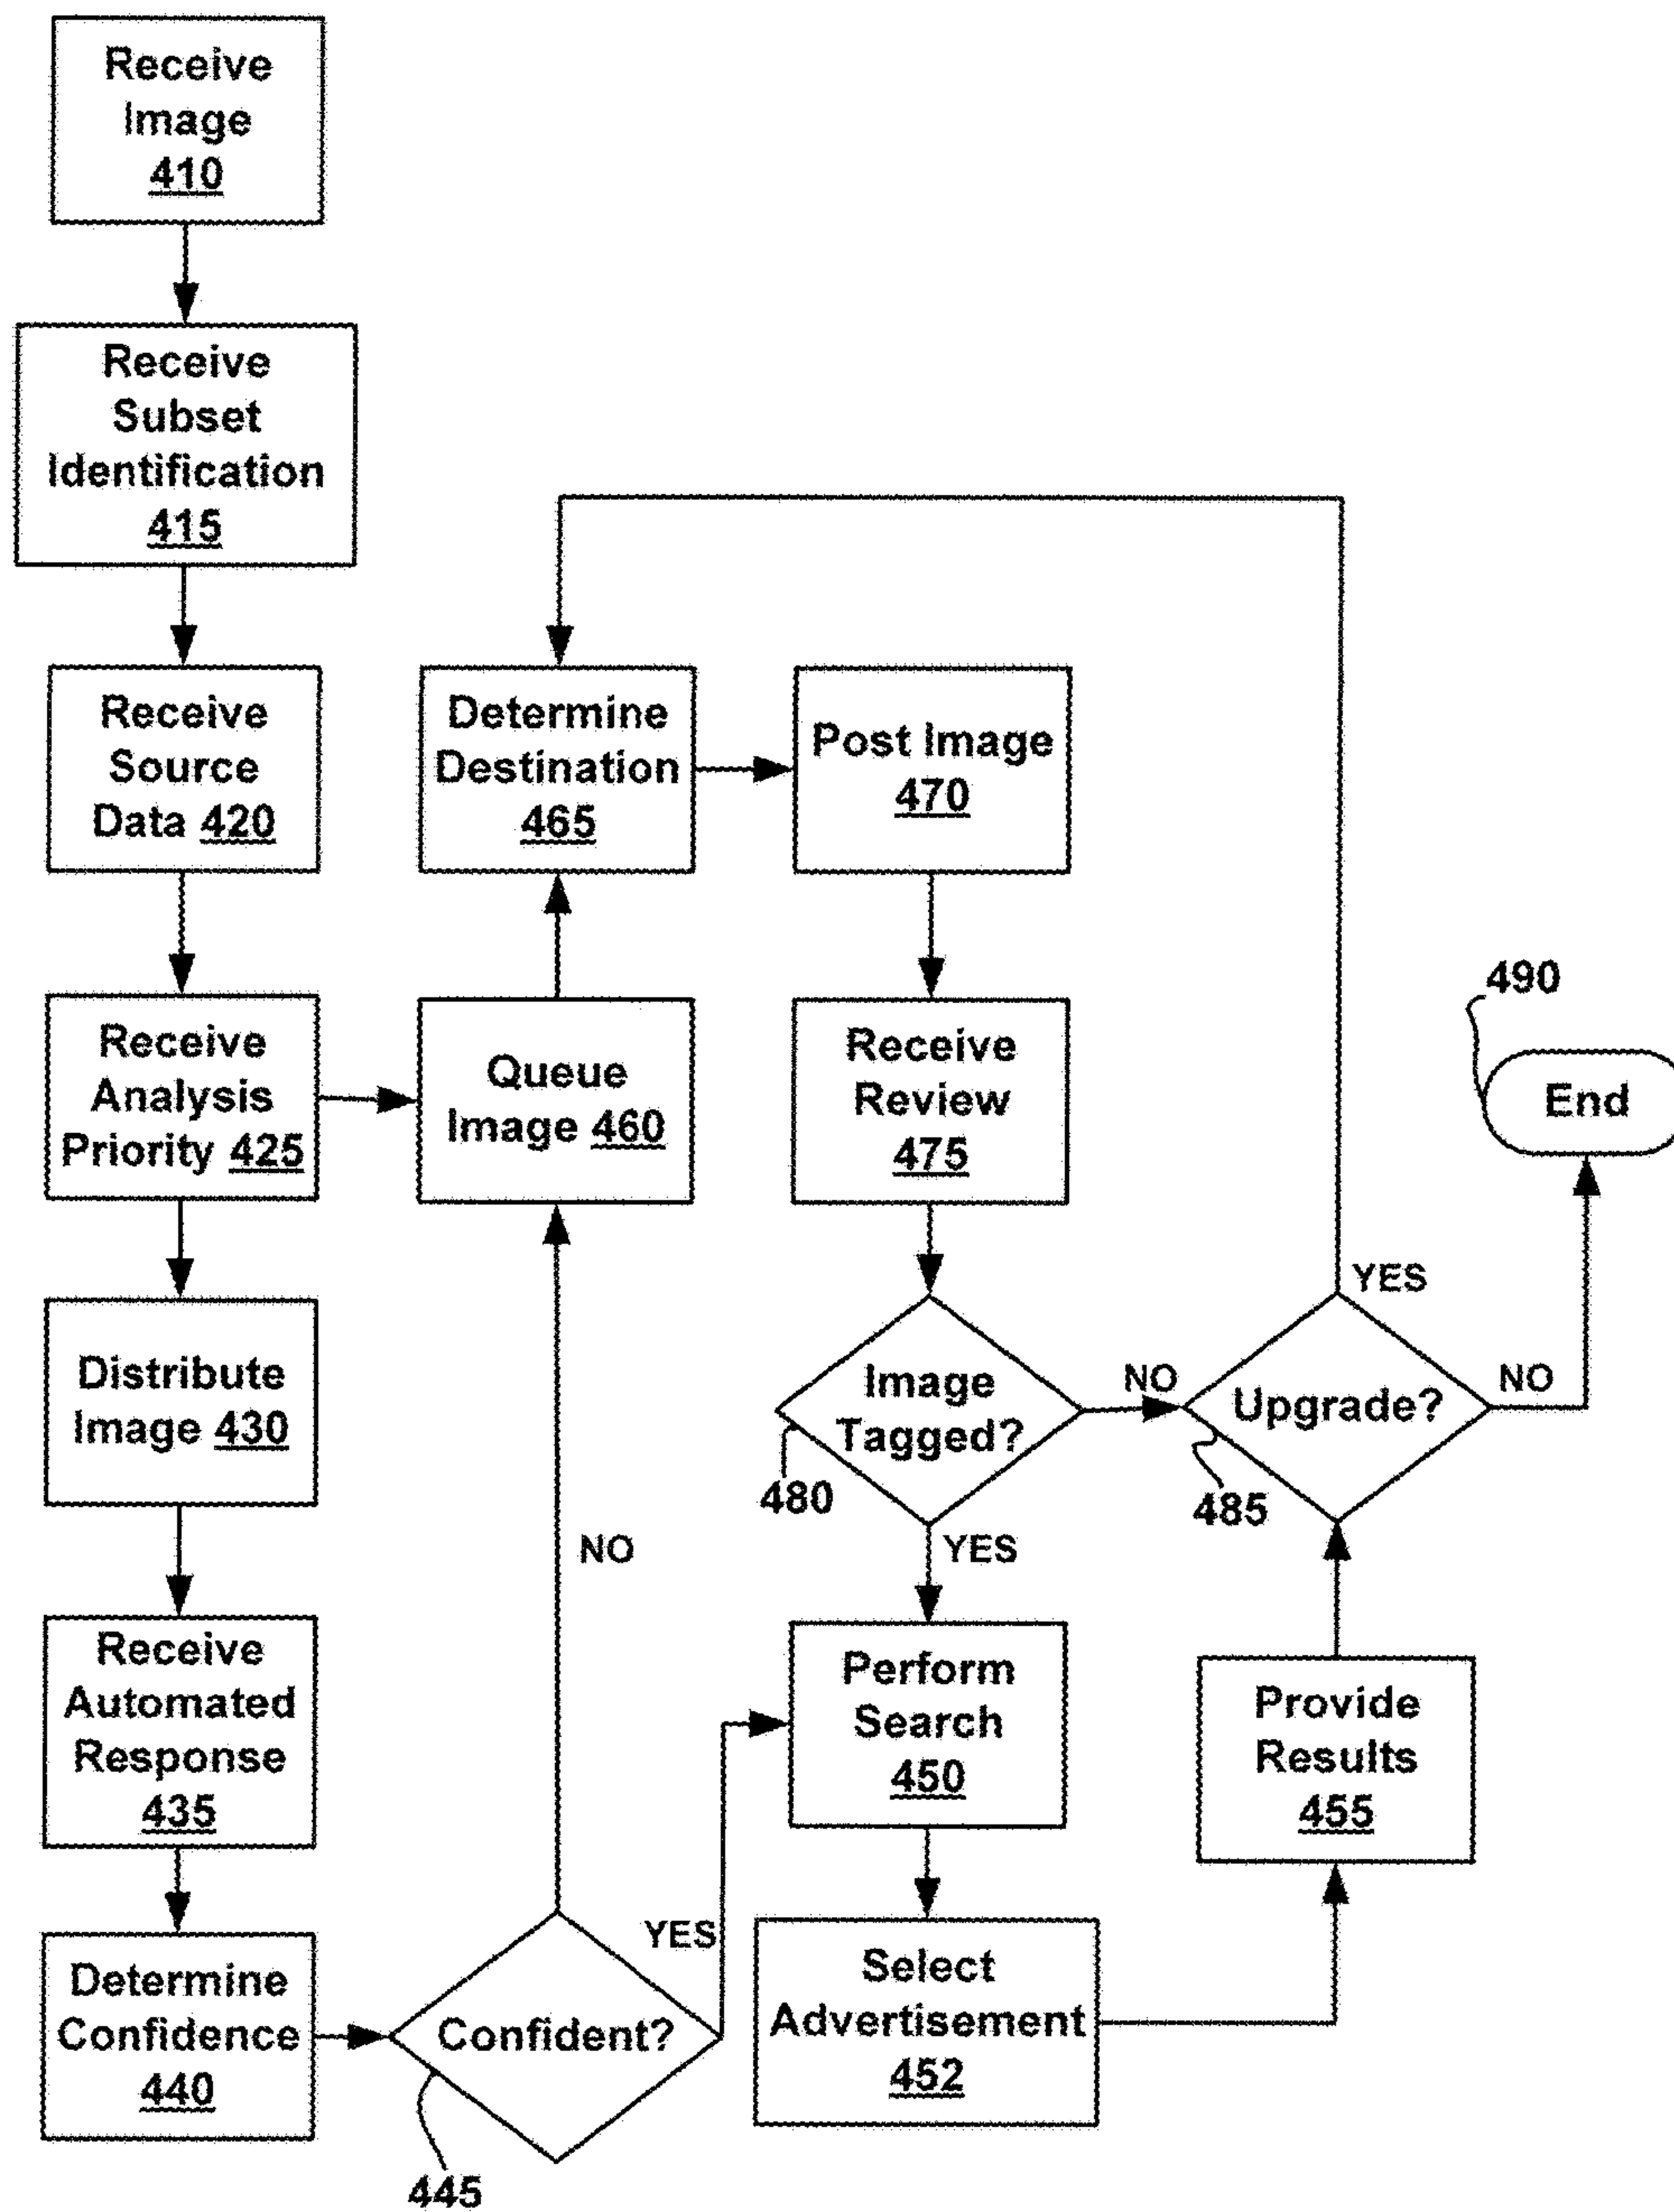 Receive
Image
410
Receive
Subset
Identification
415
Receive
Source
Data 420
Receive
Analysis
Priority 425
Distribute
Image 430
Receive
Automated
Response
435
Determine
Confidence
440
Confident?
445
NO
YES
Queue
Image 460
Determine
Destination
465
Post Image
470
Receive
Review
475
Image
Tagged?
480
NO
YES
Perform
Search
450
Select
Advertisement
452
Provide
Results
455
Upgrade?
485
YES
NO
490
End